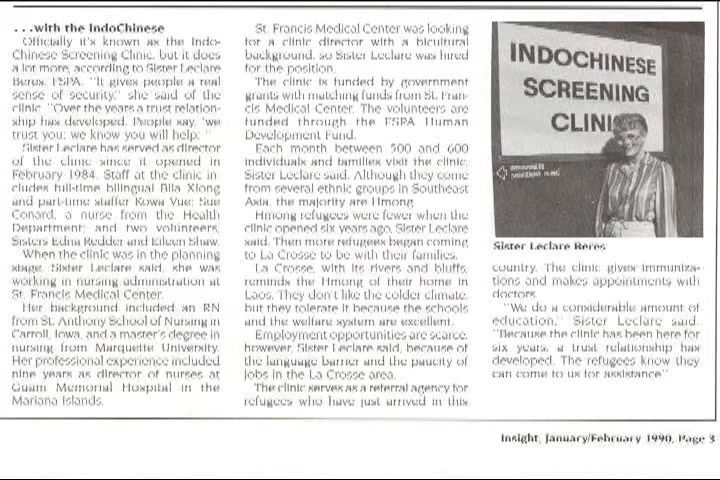 ...with the IndoChinese
Officially it's known as the Indo-
Chinese Screening Clinic, but it does
a lot more, according to Sister Leclare
Beres, FSPA. "It gives people a real
sense of security," she said of the
clinic. "Over the years a trust relation-
ship has developed. People say, 'we
trust you; we know you will help.'"
Sister Leclare has served as director
of the clinic since it opened in
February 1984. Staff at the clinic in-
cludes full-time bilingual Blia Xiong
and part-time staffer Kowa Vue; Sue
Conard, a nurse from the Health
Department; and two volunteers,
Sisters Edna Redder and Eileen Shaw.
When the clinic was in the planning
stage, Sister Leclare said, she was
working in nursing administration at
St. Francis Medical Center.
Her background included an RN
from St. Anthony School of Nursing in
Carroll, Iowa, and a master's degree in
nursing from Marquette University.
Her professional experience included
nine years as director of nurses at
Guam Memorial Hospital in the
Mariana Islands.
St. Francis Medical Center was looking
for a clinic director with a bicultural
background, so Sister Leclare was hired
for the position.
The clinic is funded by government
grants with matching funds from St. Fran-
cis Medical Center. The volunteers are
funded through the FSPA Human
Development Fund.
Each month between 500 and 600
individuals and families visit the clinic,
Sister Leclare said. Although they come
from several ethnic groups in Southeast
Asia, the majority are Hmong.
Hmong refugees were fewer when the
clinic opened six years ago, Sister Leclare
said. Then more refugees began coming
to La Crosse to be with their families.
La Crosse, with its rivers and bluffs,
reminds the Hmong of their home in
Laos. They don't like the colder climate,
but they tolerate it because the schools
and the welfare system are excellent.
Employment opportunities are scarce,
however, Sister Leclare said, because of
the language barrier and the paucity of
jobs in the La Crosse area.
The clinic serves as a referral agency for
refugees who have just arrived in this
INDOCHINESE
SCREENING
CLINIC
INDOCHINESE
SCREENING CLINIC
Sister Leclare Beres
country. The clinic gives immuniza-
tions and makes appointments with
doctors.
"We do a considerable amount of
education," Sister Leclare said.
"Because the clinic has been here for
six years, a trust relationship has
developed. The refugees know they
can come to us for assistance"
Insight, January/February 1990, Page 3